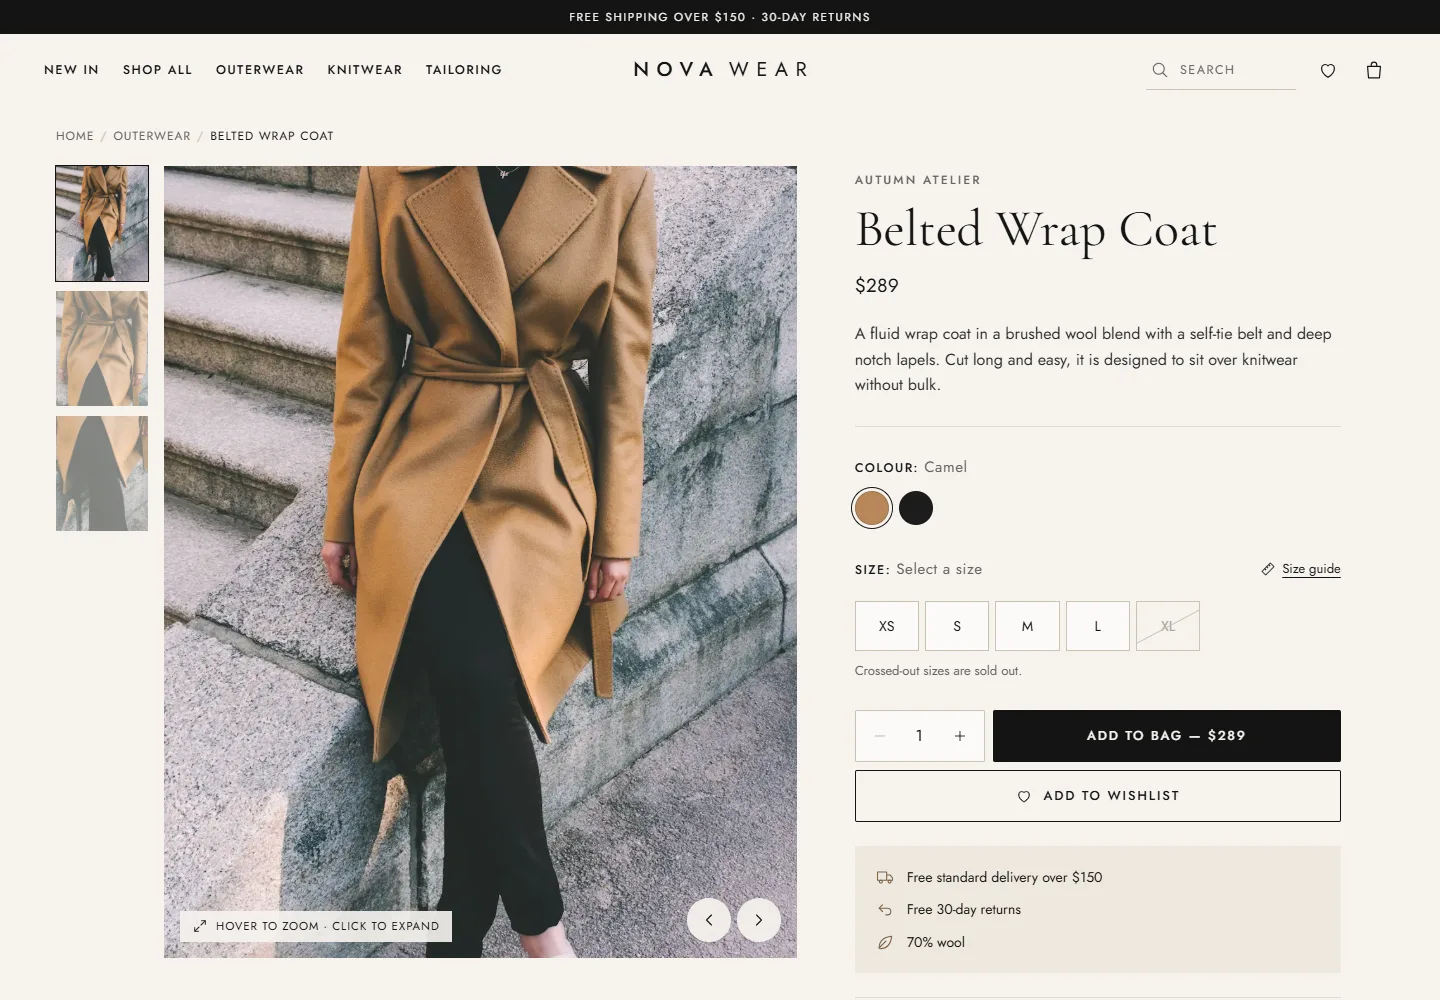 FREE SHIPPING OVER $150 · 30-DAY RETURNS
NEW IN SHOP ALL OUTERWEAR KNITWEAR TAILORING
NOVA WEAR
SEARCH
HOME / OUTERWEAR / BELTED WRAP COAT
AUTUMN ATELIER
Belted Wrap Coat
$289
A fluid wrap coat in a brushed wool blend with a self-tie belt and deep
notch lapels. Cut long and easy, it is designed to sit over knitwear
without bulk.
COLOUR: Camel
SIZE: Select a size
Size guide
XS S M L XL
Crossed-out sizes are sold out.
1
ADD TO BAG — $289
ADD TO WISHLIST
Free standard delivery over $150
Free 30-day returns
70% wool
HOVER TO ZOOM · CLICK TO EXPAND